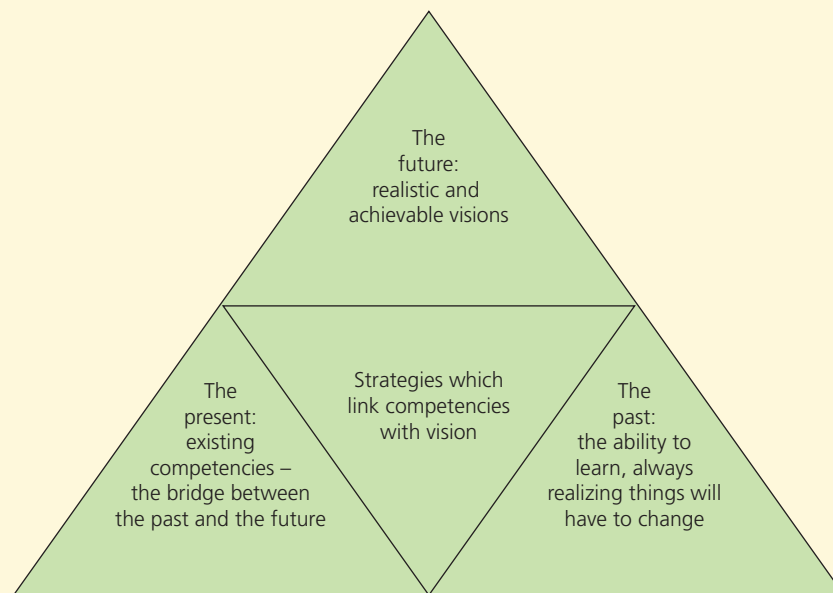 The
future:
realistic and
achievable visions
Strategies which
link competencies
with vision
The
present:
existing
competencies –
the bridge between
the past and the future
The
past:
the ability to
learn, always
realizing things will
have to change